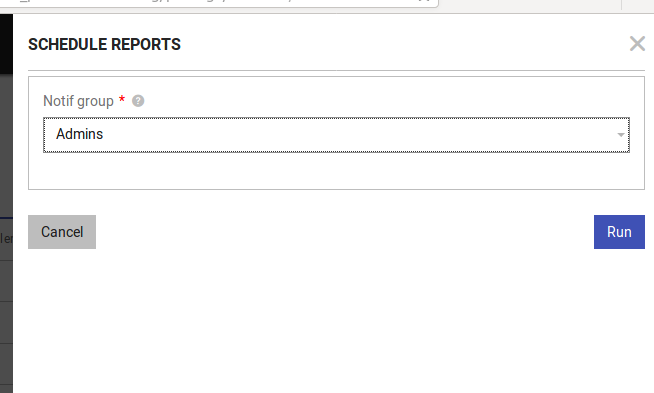 SCHEDULE REPORTS
Notif group * ?
Admins
Cancel
Run